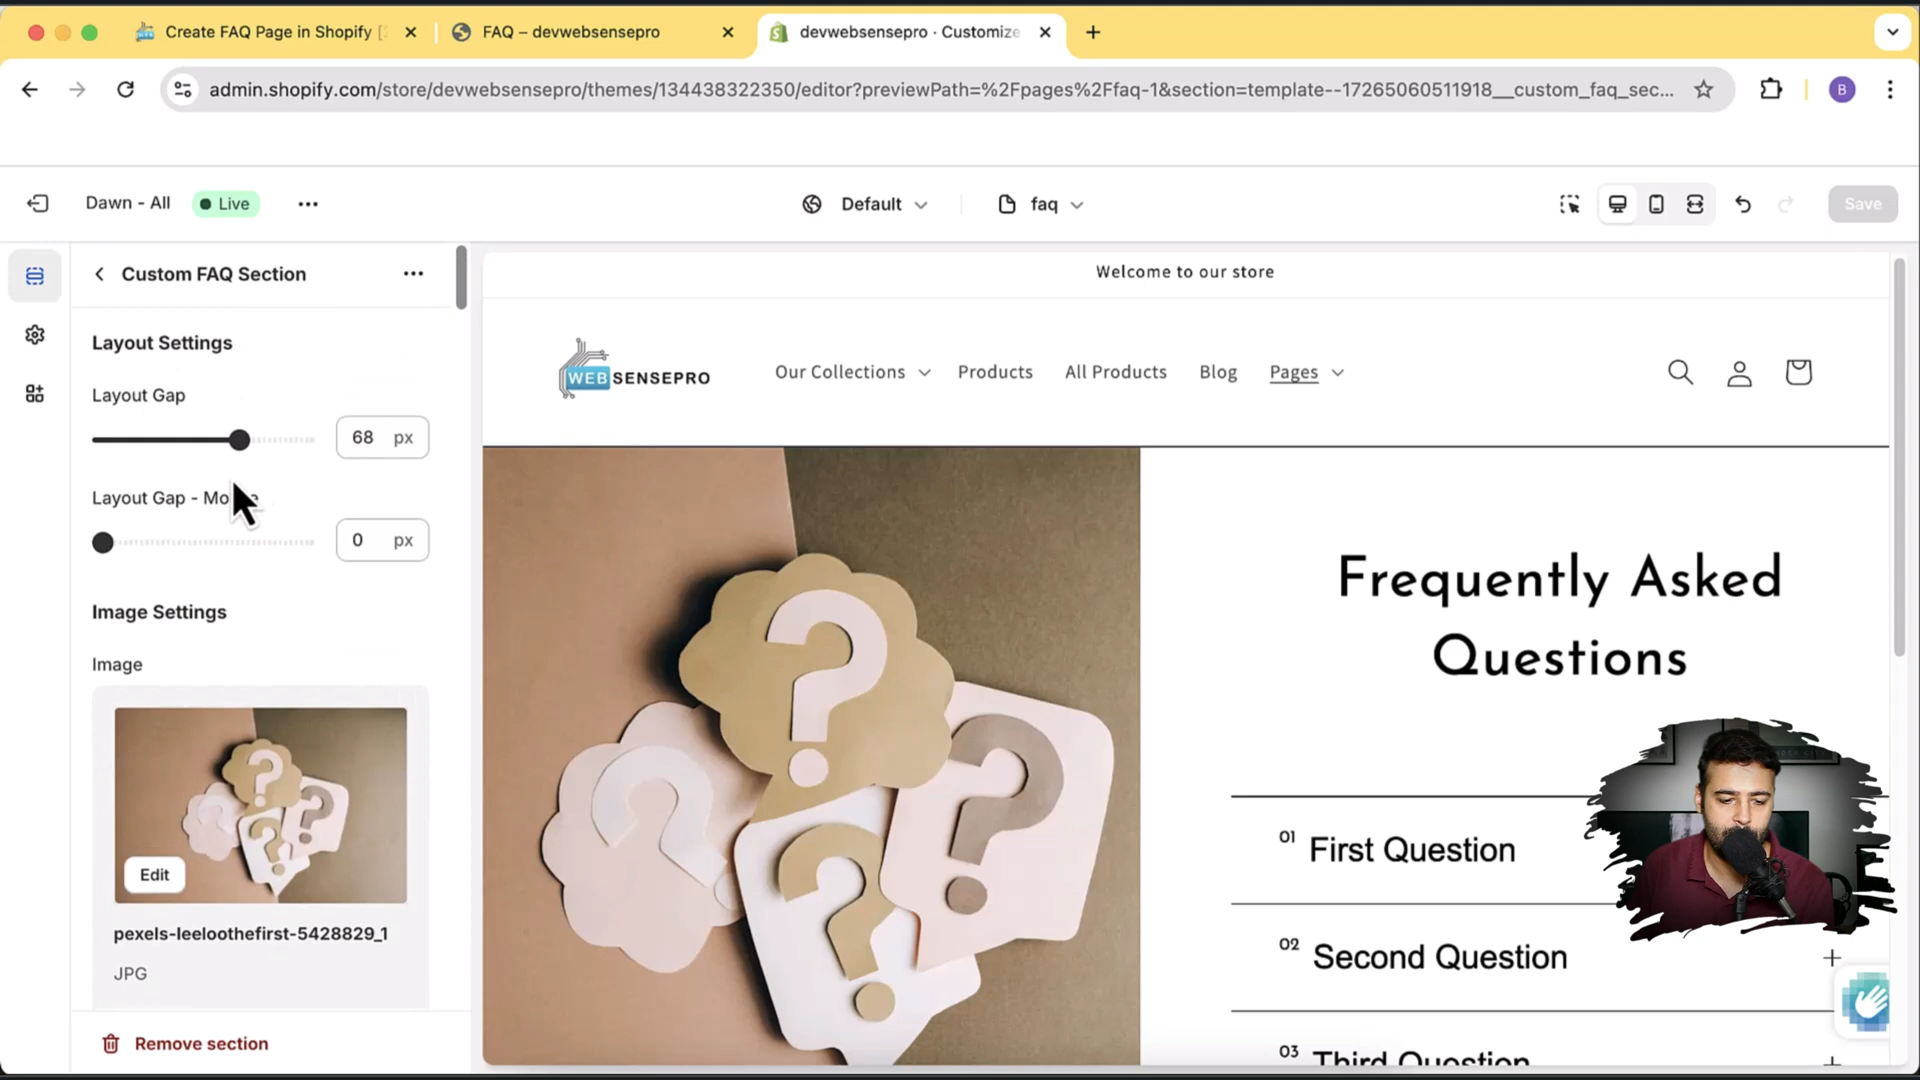 Create FAQ Page in Shopify [
FAQ – devwebsensepro
devwebsensepro · Customize
admin.shopify.com/store/devwebsensepro/themes/134438322350/editor?previewPath=%2Fpages%2Ffaq-1&section=template--17265060511918__custom_faq_sec...
B
Dawn - All
Live
Default
faq
Save
Custom FAQ Section
Layout Settings
Layout Gap
68 px
Layout Gap -
0 px
Image Settings
Image
Edit
pexels-leeloothefirst-5428829_1
JPG
Remove section
Welcome to our store
WEBSENSEPRO
Our Collections
Products
All Products
Blog
Pages
Frequently Asked
Questions
01 First Question
02 Second Question
03 Third Question